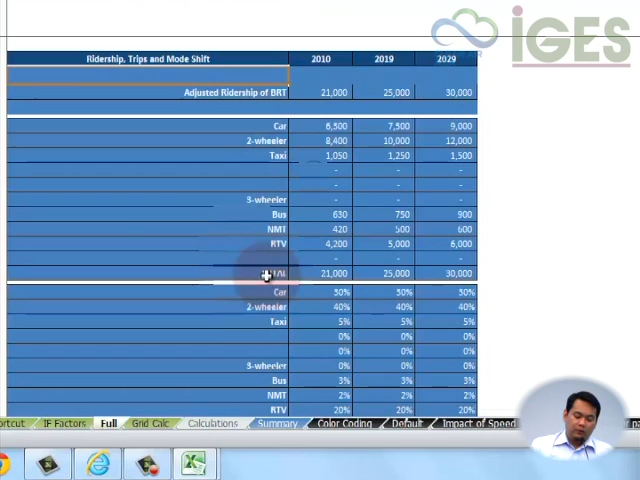 iGES
Ridership, Trips and Mode Shift 2010 2019 2029
Adjusted Ridership of BRT 21,000 25,000 30,000
Car 6,300 7,500 9,000
2-wheeler 8,400 10,000 12,000
Taxi 1,050 1,250 1,500
- - -
- - -
3-wheeler - - -
Bus 630 750 900
NMT 420 500 600
RTV 4,200 5,000 6,000
- - -
21,000 25,000 30,000
Car 30% 30% 30%
2-wheeler 40% 40% 40%
Taxi 5% 5% 5%
0% 0% 0%
0% 0% 0%
3-wheeler 0% 0% 0%
Bus 3% 3% 3%
NMT 2% 2% 2%
RTV 20% 20% 20%
ortcut IF Factors Full Grid Calc Calculations Summary Color Coding Default Impact of Speed